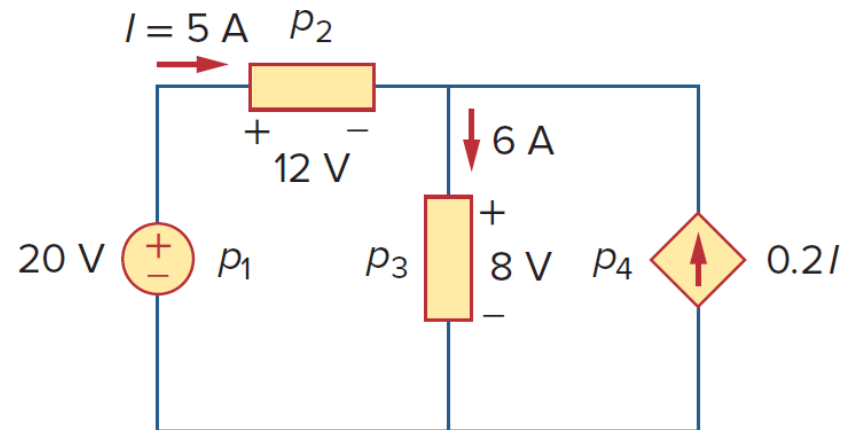 I = 5 A
p2
+ −
12 V
6 A
20 V
+
−
p1
p3
+
8 V
−
p4
0.2I